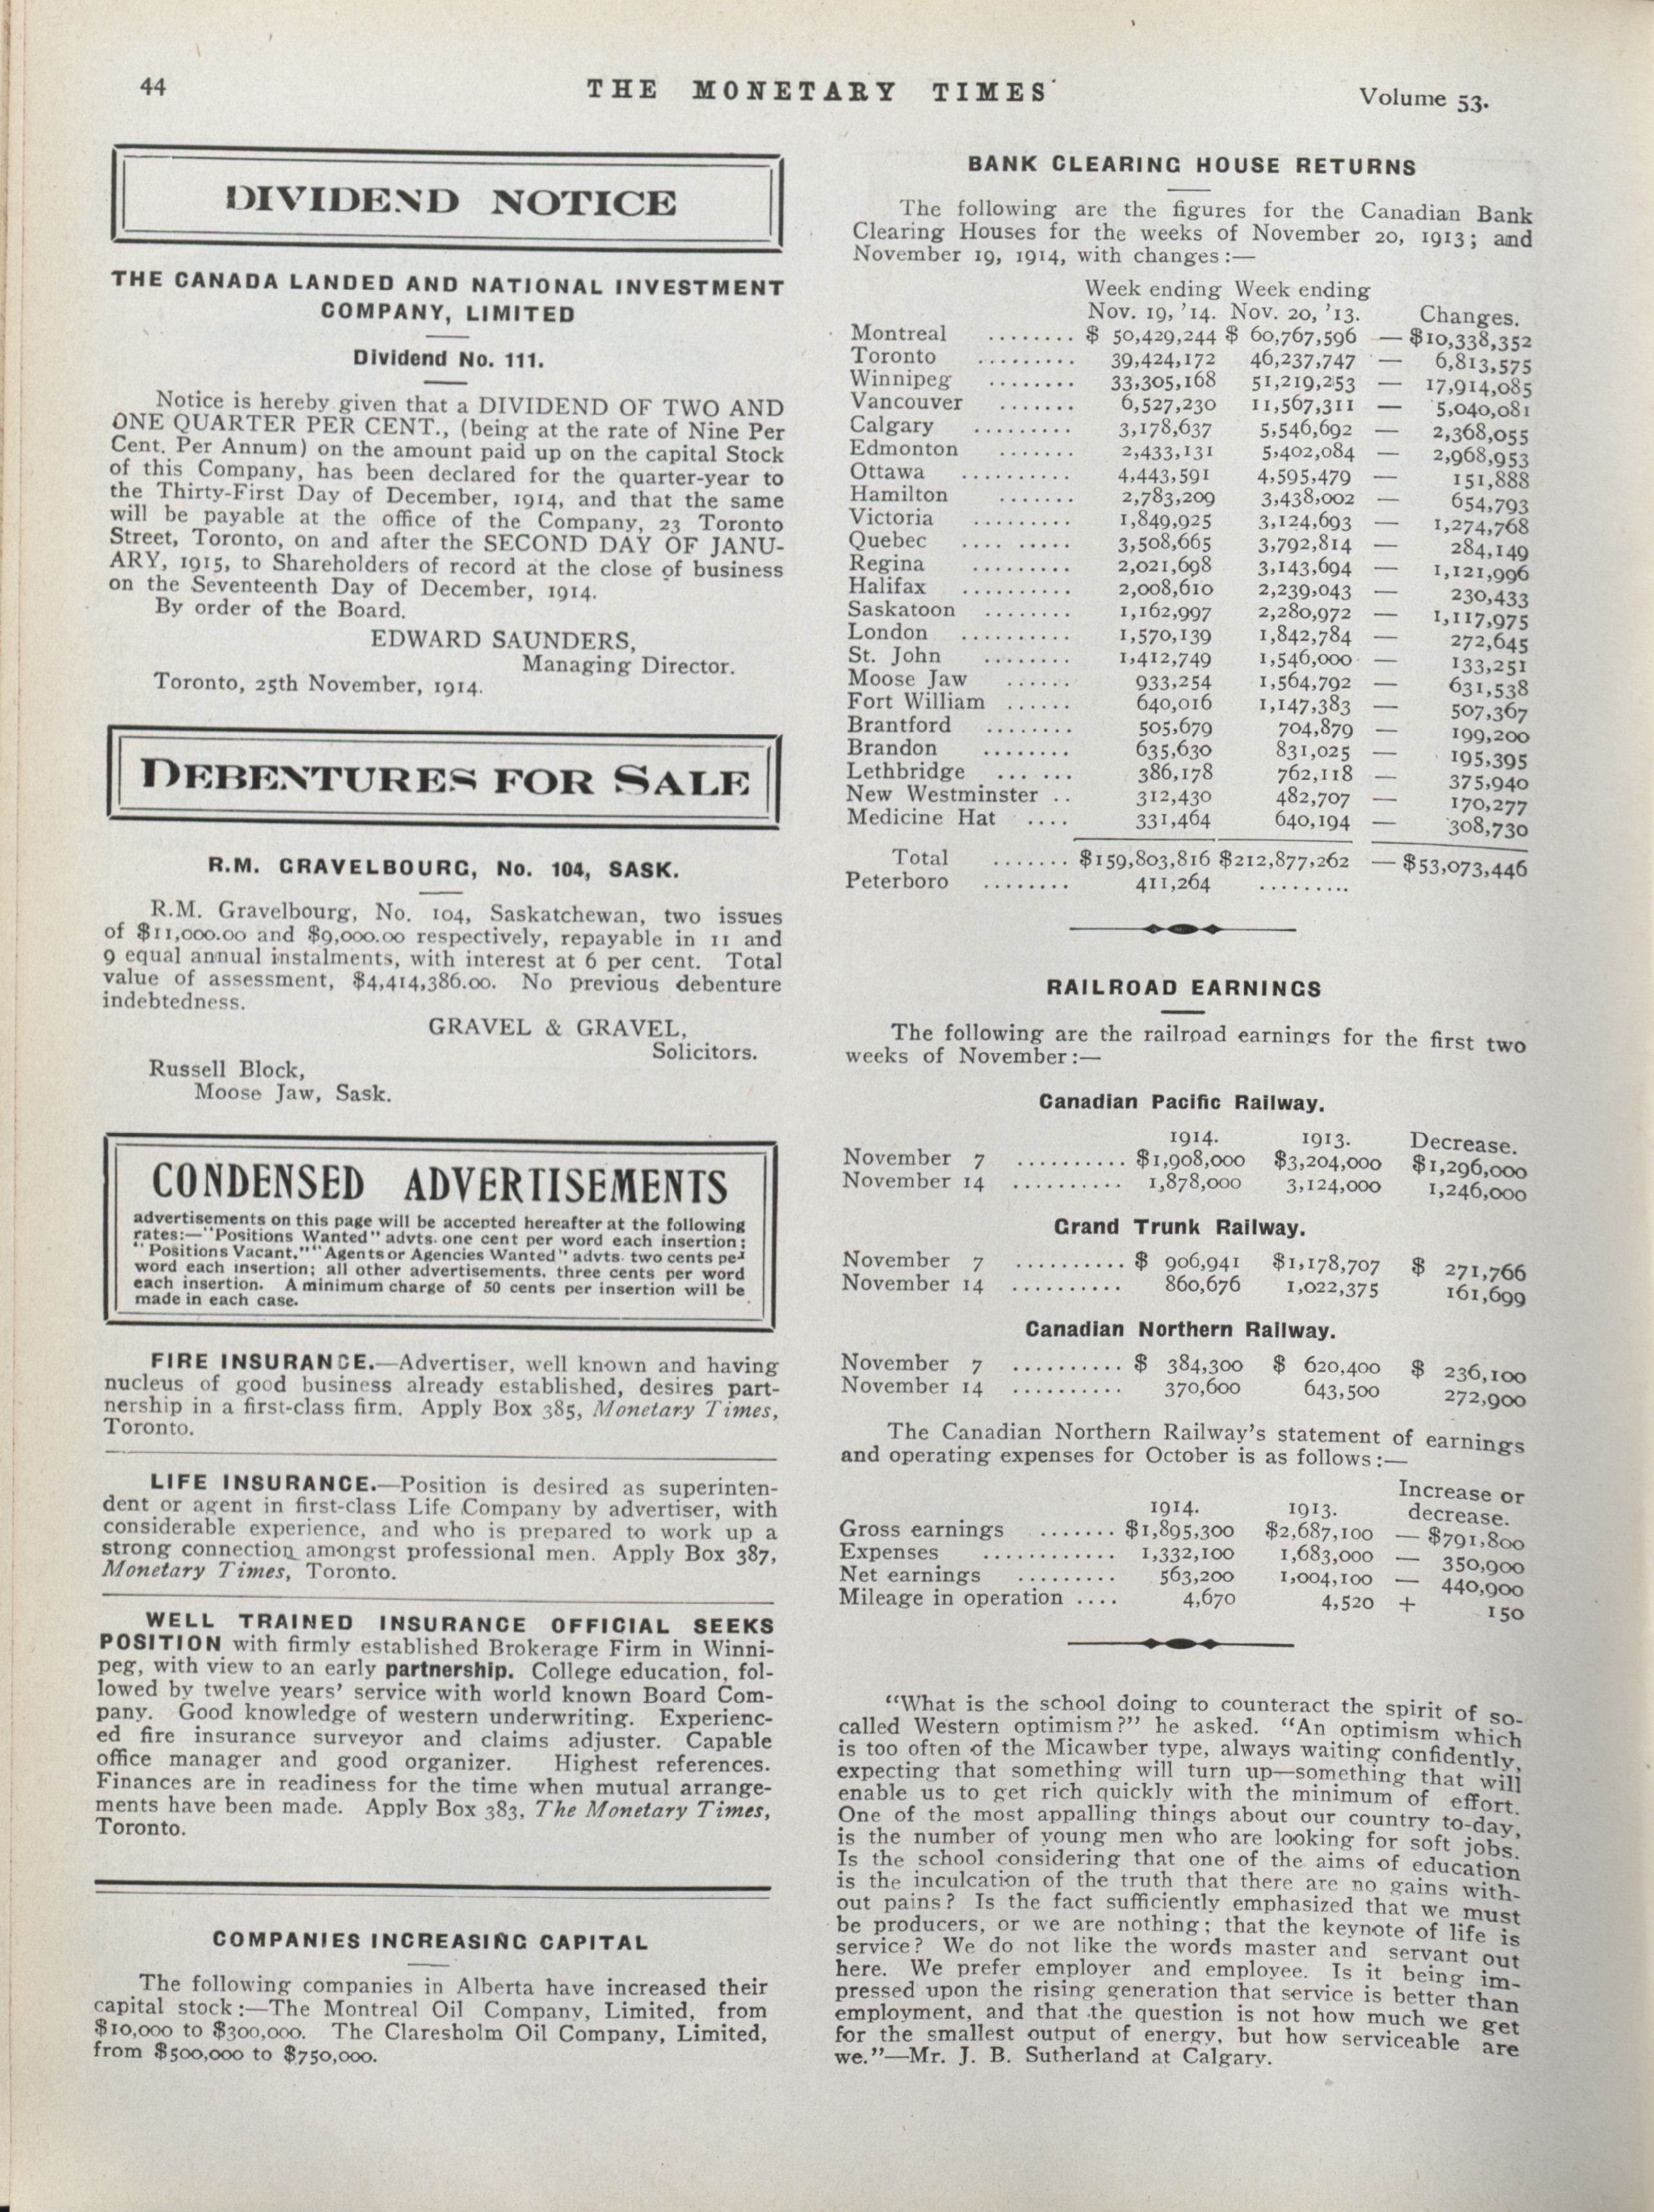 44
THE MONETARY TIMES
Volume 53.
DIVIDEND NOTICE
THE CANADA LANDED AND NATIONAL INVESTMENT
COMPANY, LIMITED
Dividend No. 111.
Notice is hereby given that a DIVIDEND OF TWO AND
ONE QUARTER PER CENT., (being at the rate of Nine Per
Cent. Per Annum) on the amount paid up on the capital Stock
of this Company, has been declared for the quarter-year to
the Thirty-First Day of December, 1914, and that the same
will be payable at the office of the Company, 23 Toronto
Street, Toronto, on and after the SECOND DAY OF JANU-
ARY, 1915, to Shareholders of record at the close of business
on the Seventeenth Day of December, 1914.
By order of the Board.
EDWARD SAUNDERS,
Managing Director.
Toronto, 25th November, 1914.
DEBENTURES FOR SALE
R.M. GRAVELBOURG, No. 104, SASK.
R.M. Gravelbourg, No. 104, Saskatchewan, two issues
of $11,000.00 and $9,000.00 respectively, repayable in 11 and
9 equal annual instalments, with interest at 6 per cent. Total
value of assessment, $4,414,386.00. No previous debenture
indebtedness.
GRAVEL & GRAVEL,
Solicitors.
Russell Block,
Moose Jaw, Sask.
CONDENSED ADVERTISEMENTS
advertisements on this page will be accepted hereafter at the following
rates:—"Positions Wanted" advts. one cent per word each insertion;
"Positions Vacant," "Agents or Agencies Wanted" advts. two cents per
word each insertion; all other advertisements, three cents per word
each insertion. A minimum charge of 50 cents per insertion will be
made in each case.
FIRE INSURANCE.—Advertiser, well known and having
nucleus of good business already established, desires part-
nership in a first-class firm. Apply Box 385, Monetary Times,
Toronto.
LIFE INSURANCE.—Position is desired as superinten-
dent or agent in first-class Life Company by advertiser, with
considerable experience, and who is prepared to work up a
strong connection amongst professional men. Apply Box 387,
Monetary Times, Toronto.
WELL TRAINED INSURANCE OFFICIAL SEEKS
POSITION with firmly established Brokerage Firm in Winni-
peg, with view to an early partnership. College education, fol-
lowed by twelve years' service with world known Board Com-
pany. Good knowledge of western underwriting. Experienc-
ed fire insurance surveyor and claims adjuster. Capable
office manager and good organizer. Highest references.
Finances are in readiness for the time when mutual arrange-
ments have been made. Apply Box 383, The Monetary Times,
Toronto.
COMPANIES INCREASING CAPITAL
The following companies in Alberta have increased their
capital stock:—The Montreal Oil Company, Limited, from
$10,000 to $300,000. The Claresholm Oil Company, Limited,
from $500,000 to $750,000.
BANK CLEARING HOUSE RETURNS
The following are the figures for the Canadian Bank
Clearing Houses for the weeks of November 20, 1913; and
November 19, 1914, with changes:—
Week ending Week ending
Nov. 19, '14. Nov. 20, '13. Changes.
Montreal ........ $ 50,429,244 $ 60,767,596 — $10,338,352
Toronto ......... 39,424,172 46,237,747 — 6,813,575
Winnipeg ........ 33,305,168 51,219,253 — 17,914,085
Vancouver ....... 6,527,230 11,567,311 — 5,040,081
Calgary ......... 3,178,637 5,546,692 — 2,368,055
Edmonton ....... 2,433,131 5,402,084 — 2,968,953
Ottawa .......... 4,443,591 4,595,479 — 151,888
Hamilton ....... 2,783,209 3,438,002 — 654,793
Victoria ......... 1,849,925 3,124,693 — 1,274,768
Quebec .... ..... 3,508,665 3,792,814 — 284,149
Regina ......... 2,021,698 3,143,694 — 1,121,996
Halifax .......... 2,008,610 2,239,043 — 230,433
Saskatoon ........ 1,162,997 2,280,972 — 1,117,975
London .......... 1,570,139 1,842,784 — 272,645
St. John ........ 1,412,749 1,546,000 — 133,251
Moose Jaw ...... 933,254 1,564,792 — 631,538
Fort William ...... 640,016 1,147,383 — 507,367
Brantford ........ 505,679 704,879 — 199,200
Brandon ........ 635,630 831,025 — 195,395
Lethbridge ... ... 386,178 762,118 — 375,940
New Westminster .. 312,430 482,707 — 170,277
Medicine Hat .... 331,464 640,194 — 308,730
Total ....... $159,803,816 $212,877,262 — $53,073,446
Peterboro ........ 411,264 .........
RAILROAD EARNINGS
The following are the railroad earnings for the first two
weeks of November:—
Canadian Pacific Railway.
1914. 1913. Decrease.
November 7 .......... $1,908,000 $3,204,000 $1,296,000
November 14 .......... 1,878,000 3,124,000 1,246,000
Grand Trunk Railway.
November 7 .......... $ 906,941 $1,178,707 $ 271,766
November 14 .......... 860,676 1,022,375 161,699
Canadian Northern Railway.
November 7 .......... $ 384,300 $ 620,400 $ 236,100
November 14 .......... 370,600 643,500 272,900
The Canadian Northern Railway's statement of earnings
and operating expenses for October is as follows:—
Increase or
1914. 1913. decrease.
Gross earnings ....... $1,895,300 $2,687,100 — $791,800
Expenses ............ 1,332,100 1,683,000 — 350,900
Net earnings ......... 563,200 1,004,100 — 440,900
Mileage in operation .... 4,670 4,520 + 150
"What is the school doing to counteract the spirit of so-
called Western optimism?" he asked. "An optimism which
is too often of the Micawber type, always waiting confidently,
expecting that something will turn up—something that will
enable us to get rich quickly with the minimum of effort.
One of the most appalling things about our country to-day,
is the number of young men who are looking for soft jobs.
Is the school considering that one of the aims of education
is the inculcation of the truth that there are no gains with-
out pains? Is the fact sufficiently emphasized that we must
be producers, or we are nothing; that the keynote of life is
service? We do not like the words master and servant out
here. We prefer employer and employee. Is it being im-
pressed upon the rising generation that service is better than
employment, and that the question is not how much we get
for the smallest output of energy, but how serviceable are
we."—Mr. J. B. Sutherland at Calgary.